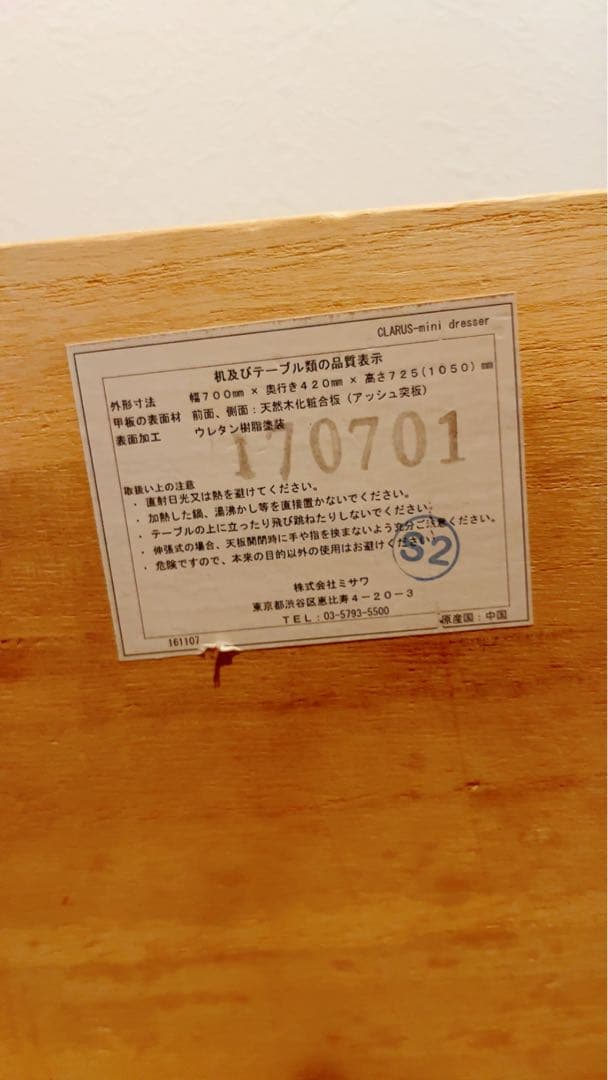 CLARUS-mini dresser
机及びテーブル類の品質表示
外形寸法 幅700mm × 奥行き420mm × 高さ725(1050)mm
甲板の表面材 前面、側面：天然木化粧合板（アッシュ突板）
表面加工 ウレタン樹脂塗装
170701
取扱い上の注意
・直射日光又は熱を避けてください。
・加熱した鍋、湯沸かし等を直接置かないでください。
・テーブルの上に立ったり飛び跳ねたりしないでください。
・伸張式の場合、天板開閉時に手や指を挟まないよう充分ご注意ください。
・危険ですので、本来の目的以外の使用はお避けください。
S2
株式会社ミサワ
東京都渋谷区恵比寿4－20－3
TEL：03-5793-5500
161107
原産国：中国